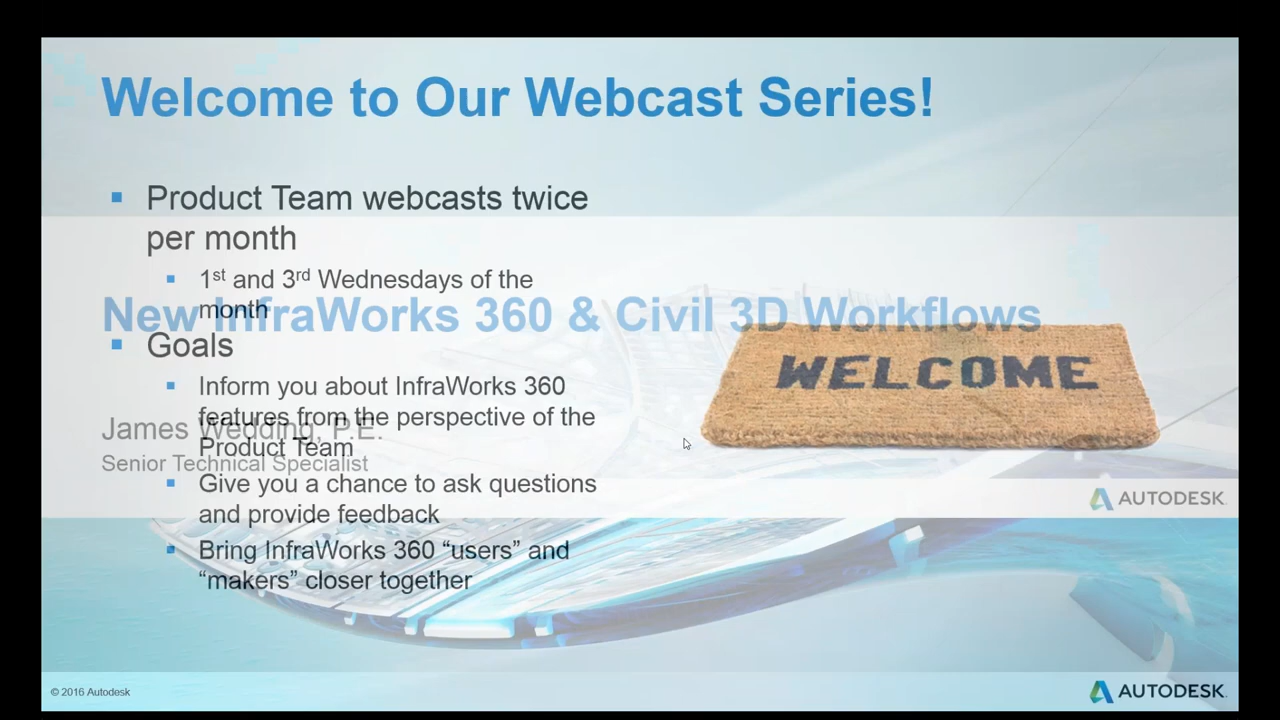 Welcome to Our Webcast Series!
Product Team webcasts twice
per month
1st and 3rd Wednesdays of the
month
New InfraWorks 360 & Civil 3D Workflows
Goals
WELCOME
Inform you about InfraWorks 360
features from the perspective of the
Product Team
James Wedding, P.E.
Senior Technical Specialist
Give you a chance to ask questions
and provide feedback
AUTODESK
Bring InfraWorks 360 “users” and
“makers” closer together
© 2016 Autodesk
AUTODESK